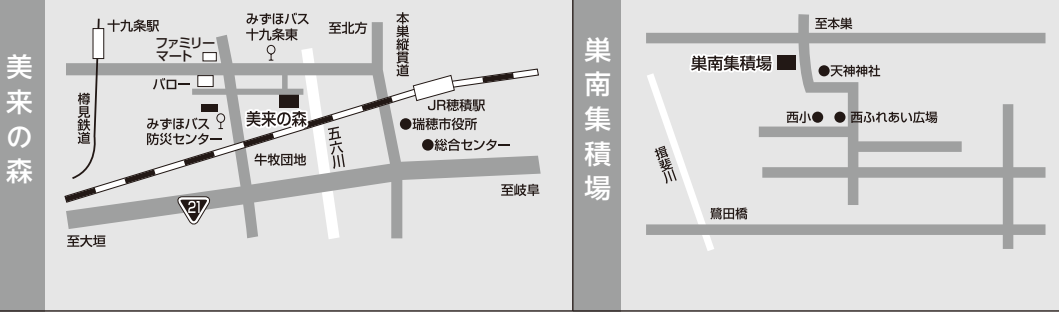 美来の森
十九条駅
みずほバス
十九条東
至北方
本巣縦貫道
ファミリー
マート
バロー
樽見鉄道
みずほバス
防災センター
美来の森
JR穂積駅
瑞穂市役所
総合センター
五六川
牛牧団地
21
至岐阜
至大垣
巣南集積場
至本巣
巣南集積場
天神神社
西小
西ふれあい広場
揖斐川
鷺田橋